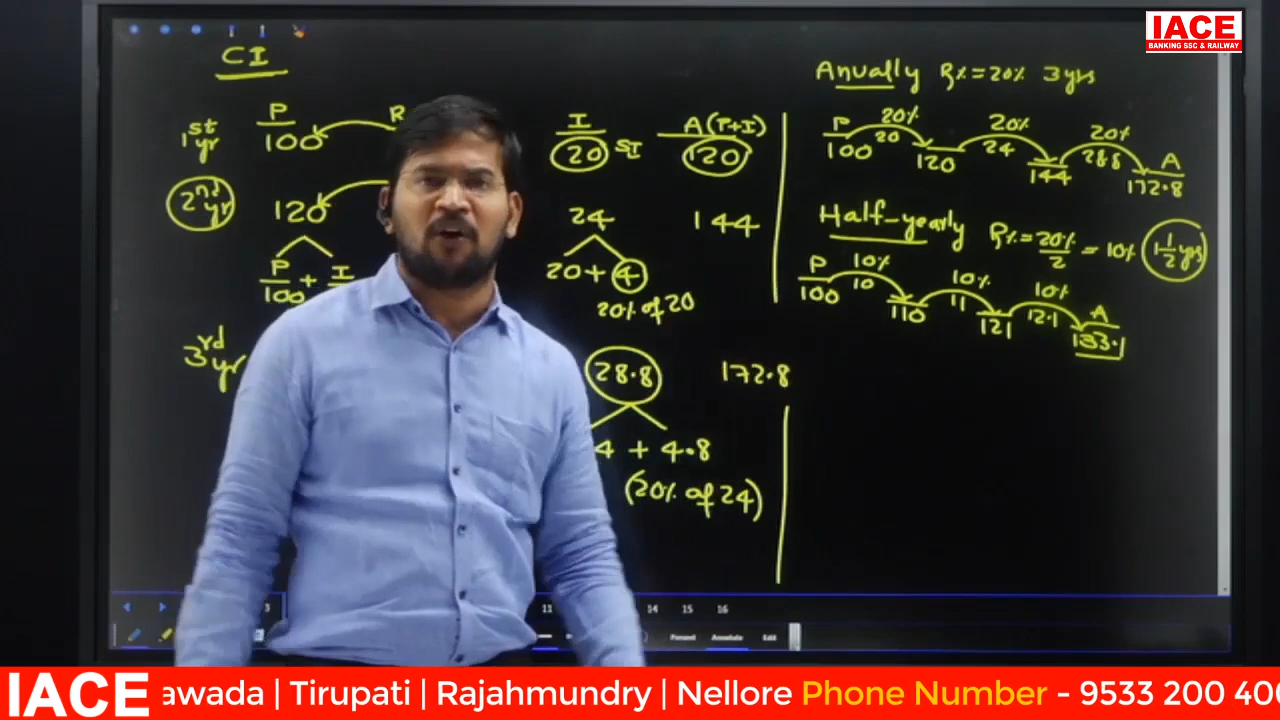 IACE
BANKING SSC & RAILWAY
CI
1st yr
P
100
R
I
20 SI
A(P+I)
120
2nd yr
120
24
144
P + I
100
20 + 4
20% of 20
3rd yr
28.8
172.8
4 + 4.8
(20% of 24)
Anually R%=20% 3yrs
P 20% 20% 20% A
100 20 120 24 144 28.8 172.8
Half-yearly R%=20%/2 = 10% 1 1/2 yrs
P 10% 10% 10% A
100 10 110 11 121 12.1 133.1
3 11 14 15 16
Edit
IACE awada | Tirupati | Rajahmundry | Nellore Phone Number - 9533 200 400